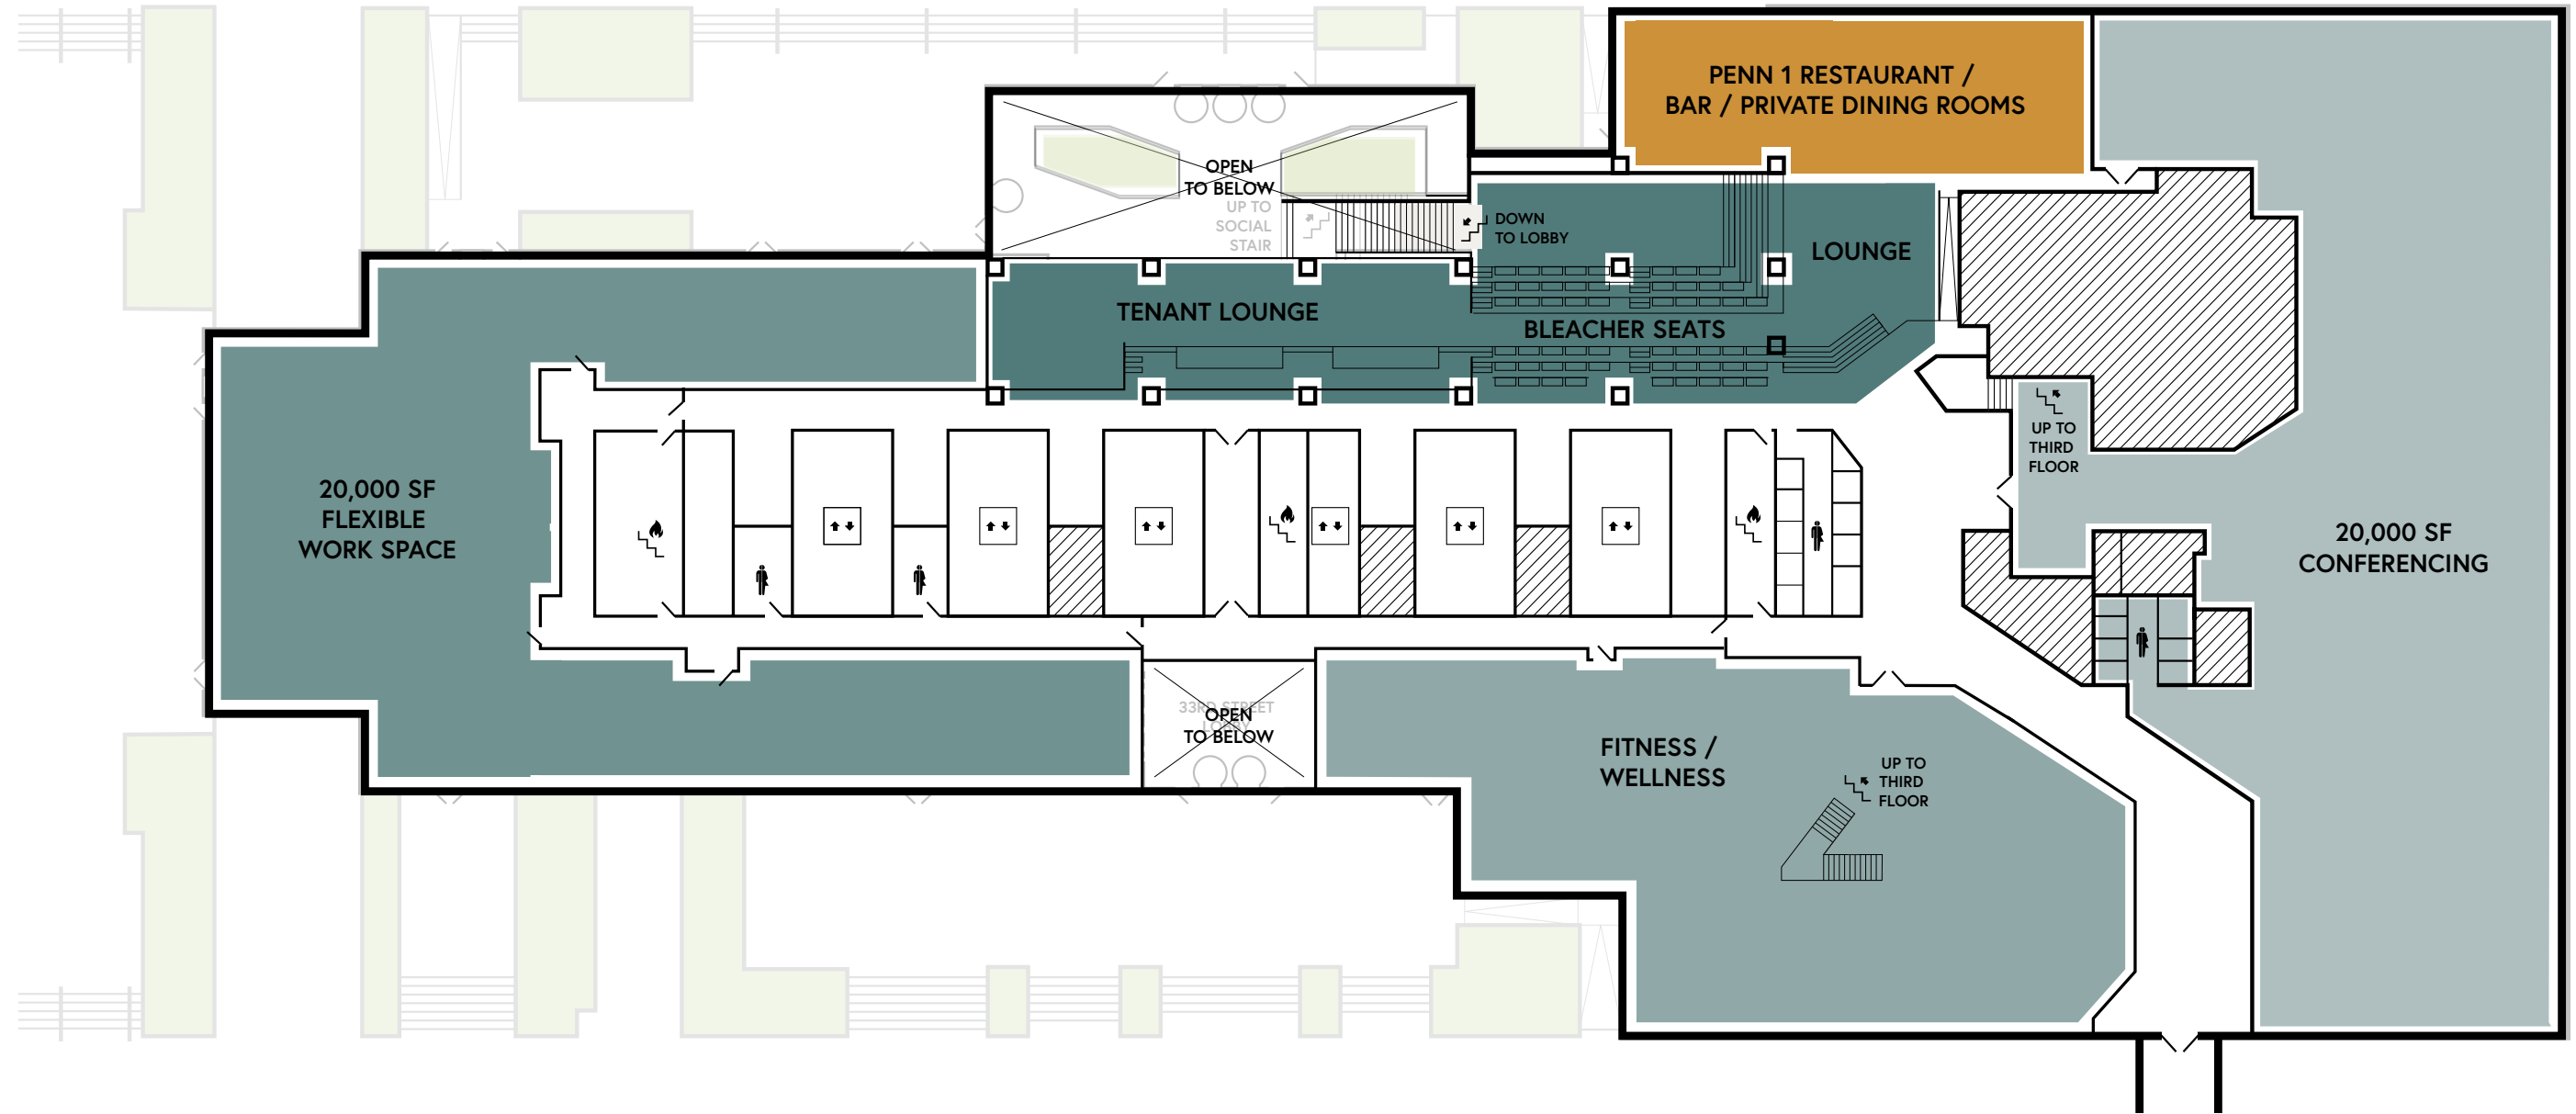 PENN 1 RESTAURANT /
BAR / PRIVATE DINING ROOMS
OPEN
TO BELOW
UP TO
SOCIAL
STAIR
DOWN
TO LOBBY
LOUNGE
TENANT LOUNGE
BLEACHER SEATS
UP TO
THIRD
FLOOR
20,000 SF
FLEXIBLE
WORK SPACE
20,000 SF
CONFERENCING
33RD STREET
LOBBY
OPEN
TO BELOW
FITNESS /
WELLNESS
UP TO
THIRD
FLOOR